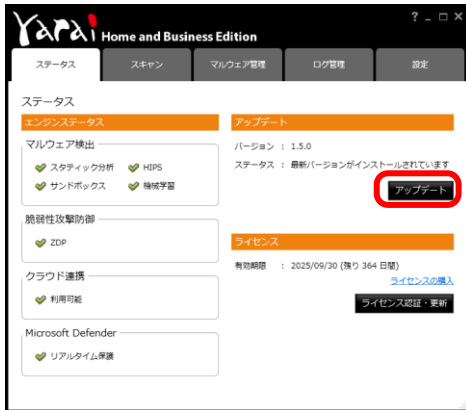 Yarai Home and Business Edition
? _ □ ×
ステータス
スキャン
マルウェア管理
ログ管理
設定
ステータス
エンジンステータス
マルウェア検出
スタティック分析
HIPS
サンドボックス
機械学習
脆弱性攻撃防御
ZDP
クラウド連携
利用可能
Microsoft Defender
リアルタイム保護
アップデート
バージョン : 1.5.0
ステータス : 最新バージョンがインストールされています
アップデート
ライセンス
有効期限 : 2025/09/30 (残り 364 日間)
ライセンスの購入
ライセンス認証・更新